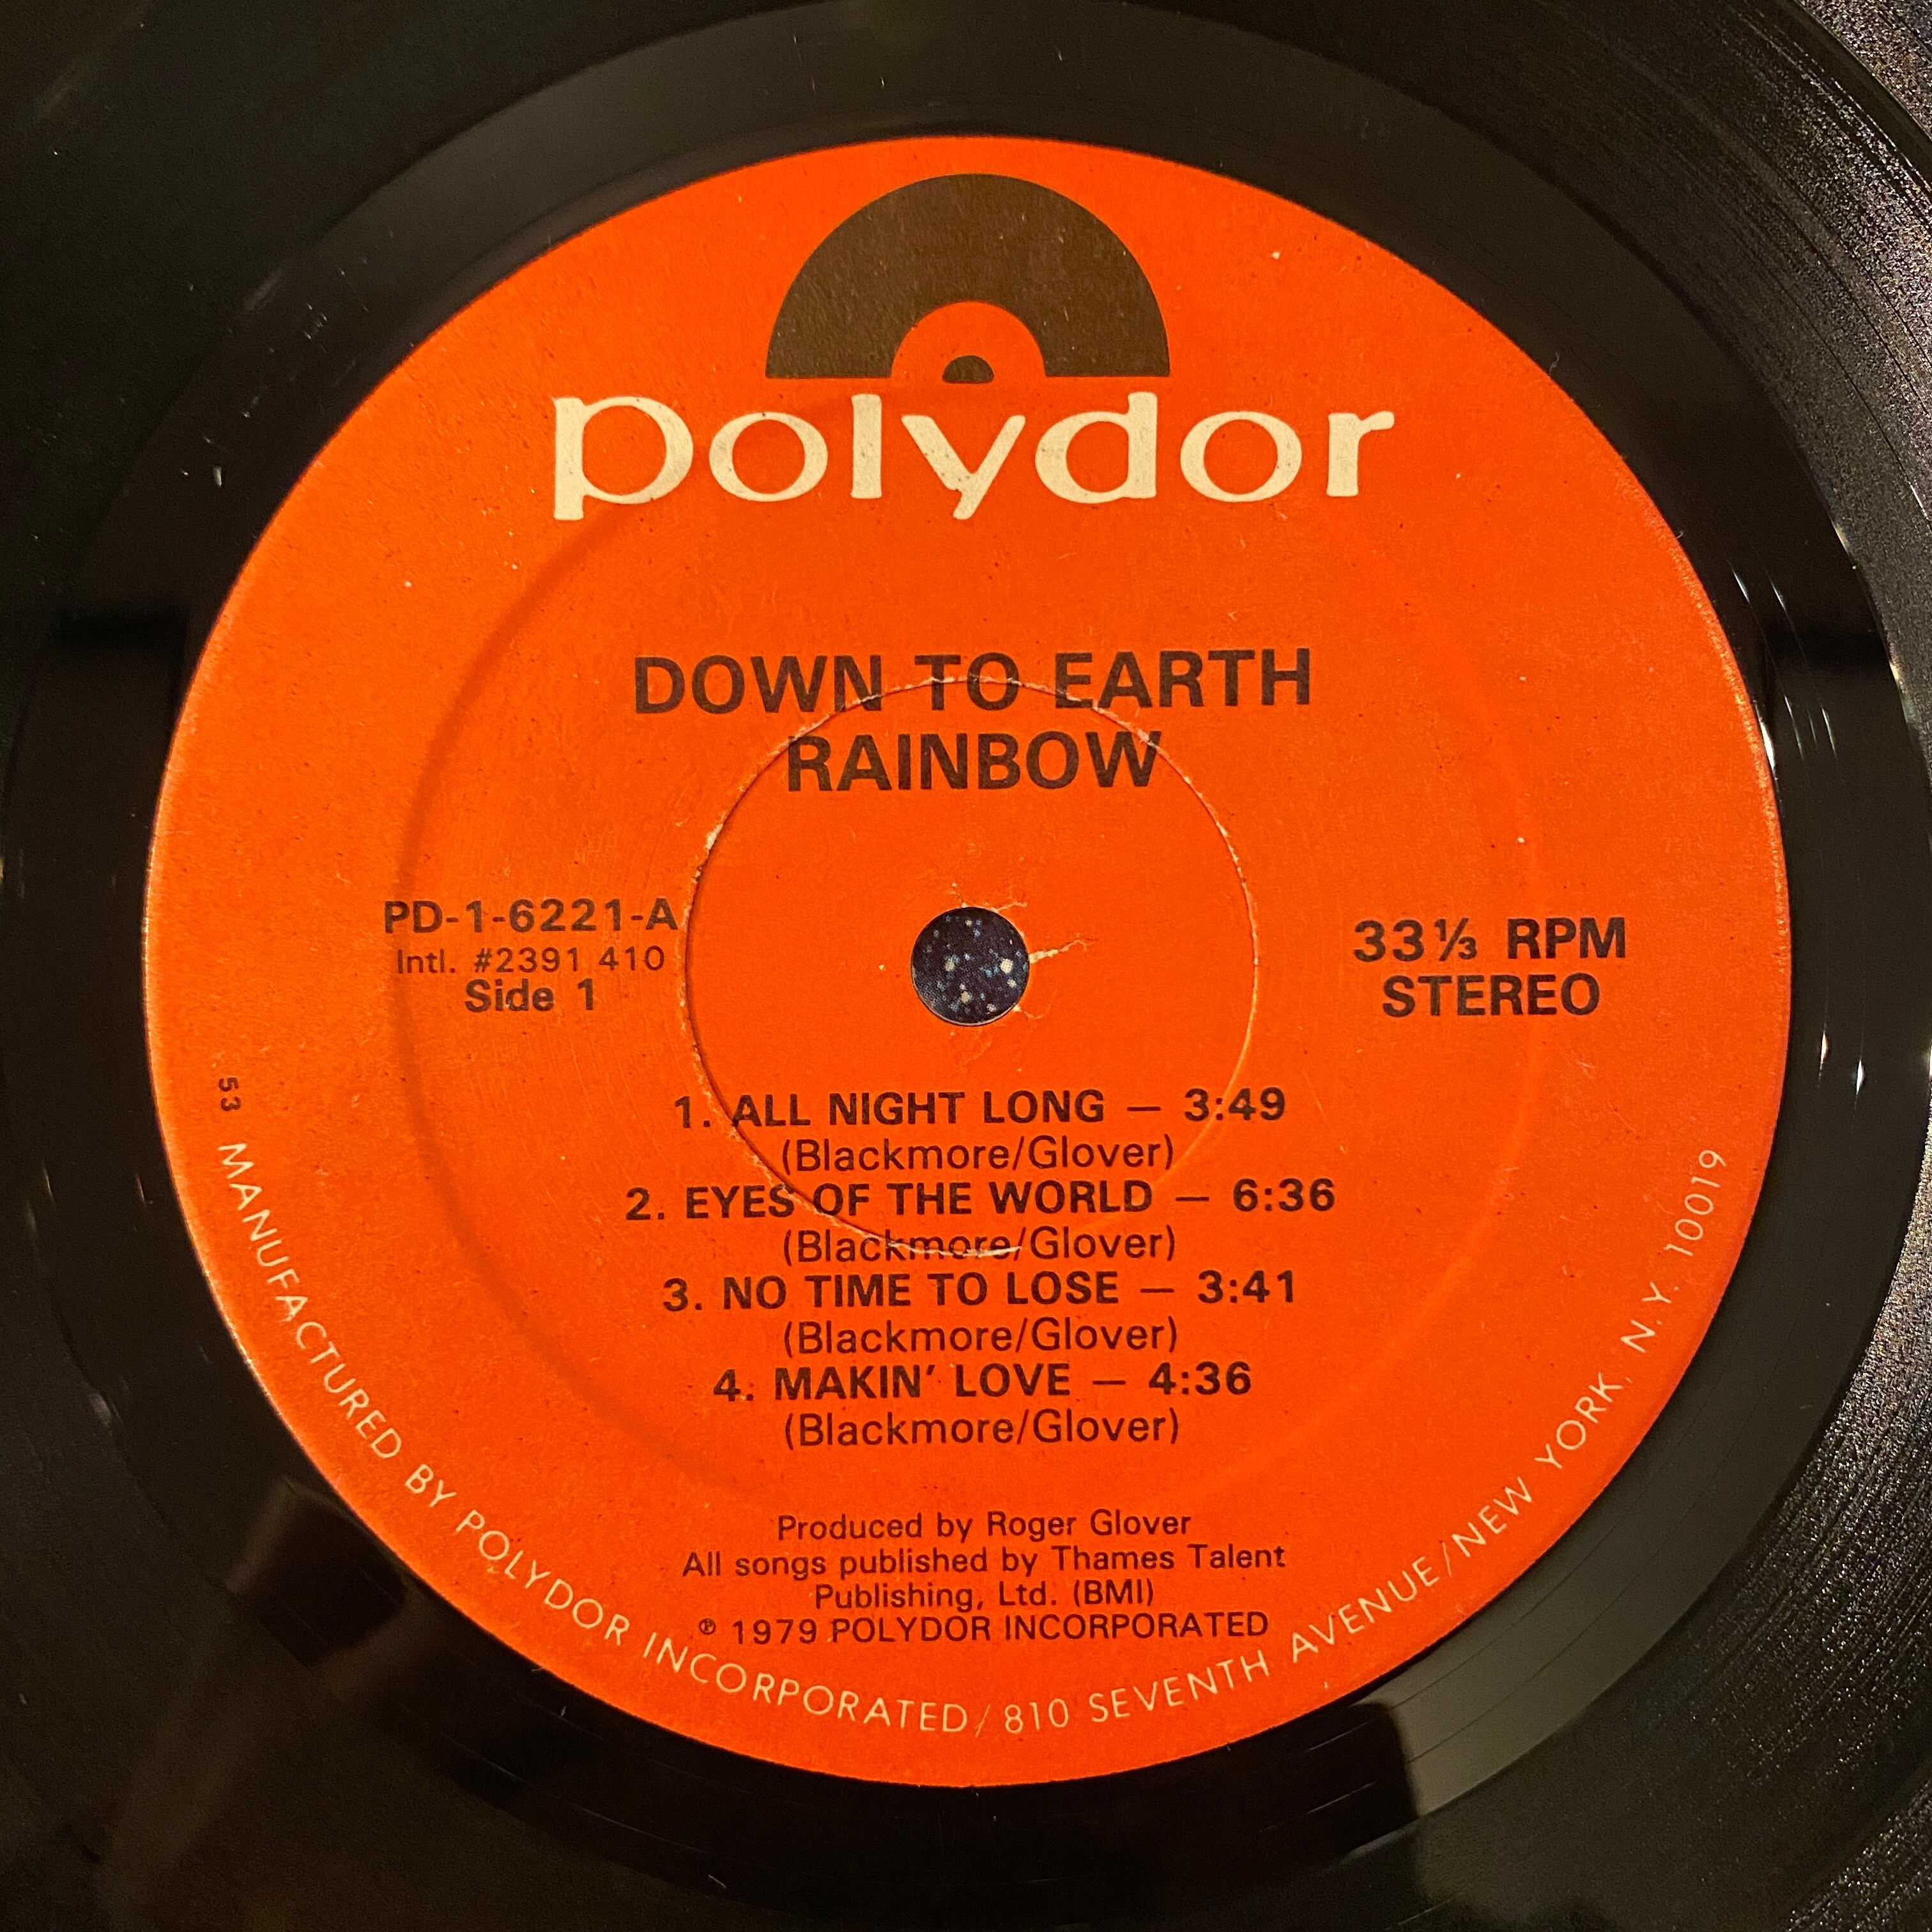 polydor
DOWN TO EARTH
RAINBOW
PD-1-6221-A
Intl. #2391 410
Side 1
33⅓ RPM
STEREO
1. ALL NIGHT LONG — 3:49
(Blackmore/Glover)
2. EYES OF THE WORLD — 6:36
(Blackmore/Glover)
3. NO TIME TO LOSE — 3:41
(Blackmore/Glover)
4. MAKIN' LOVE — 4:36
(Blackmore/Glover)
Produced by Roger Glover
All songs published by Thames Talent
Publishing, Ltd. (BMI)
℗ 1979 POLYDOR INCORPORATED
53
MANUFACTURED BY POLYDOR INCORPORATED/810 SEVENTH AVENUE/NEW YORK, N.Y. 10019